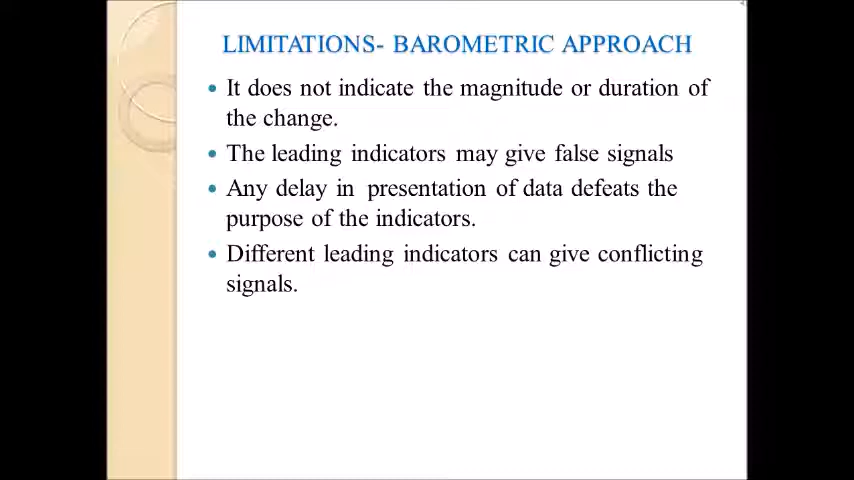 LIMITATIONS- BAROMETRIC APPROACH
• It does not indicate the magnitude or duration of
the change.
• The leading indicators may give false signals
• Any delay in presentation of data defeats the
purpose of the indicators.
• Different leading indicators can give conflicting
signals.